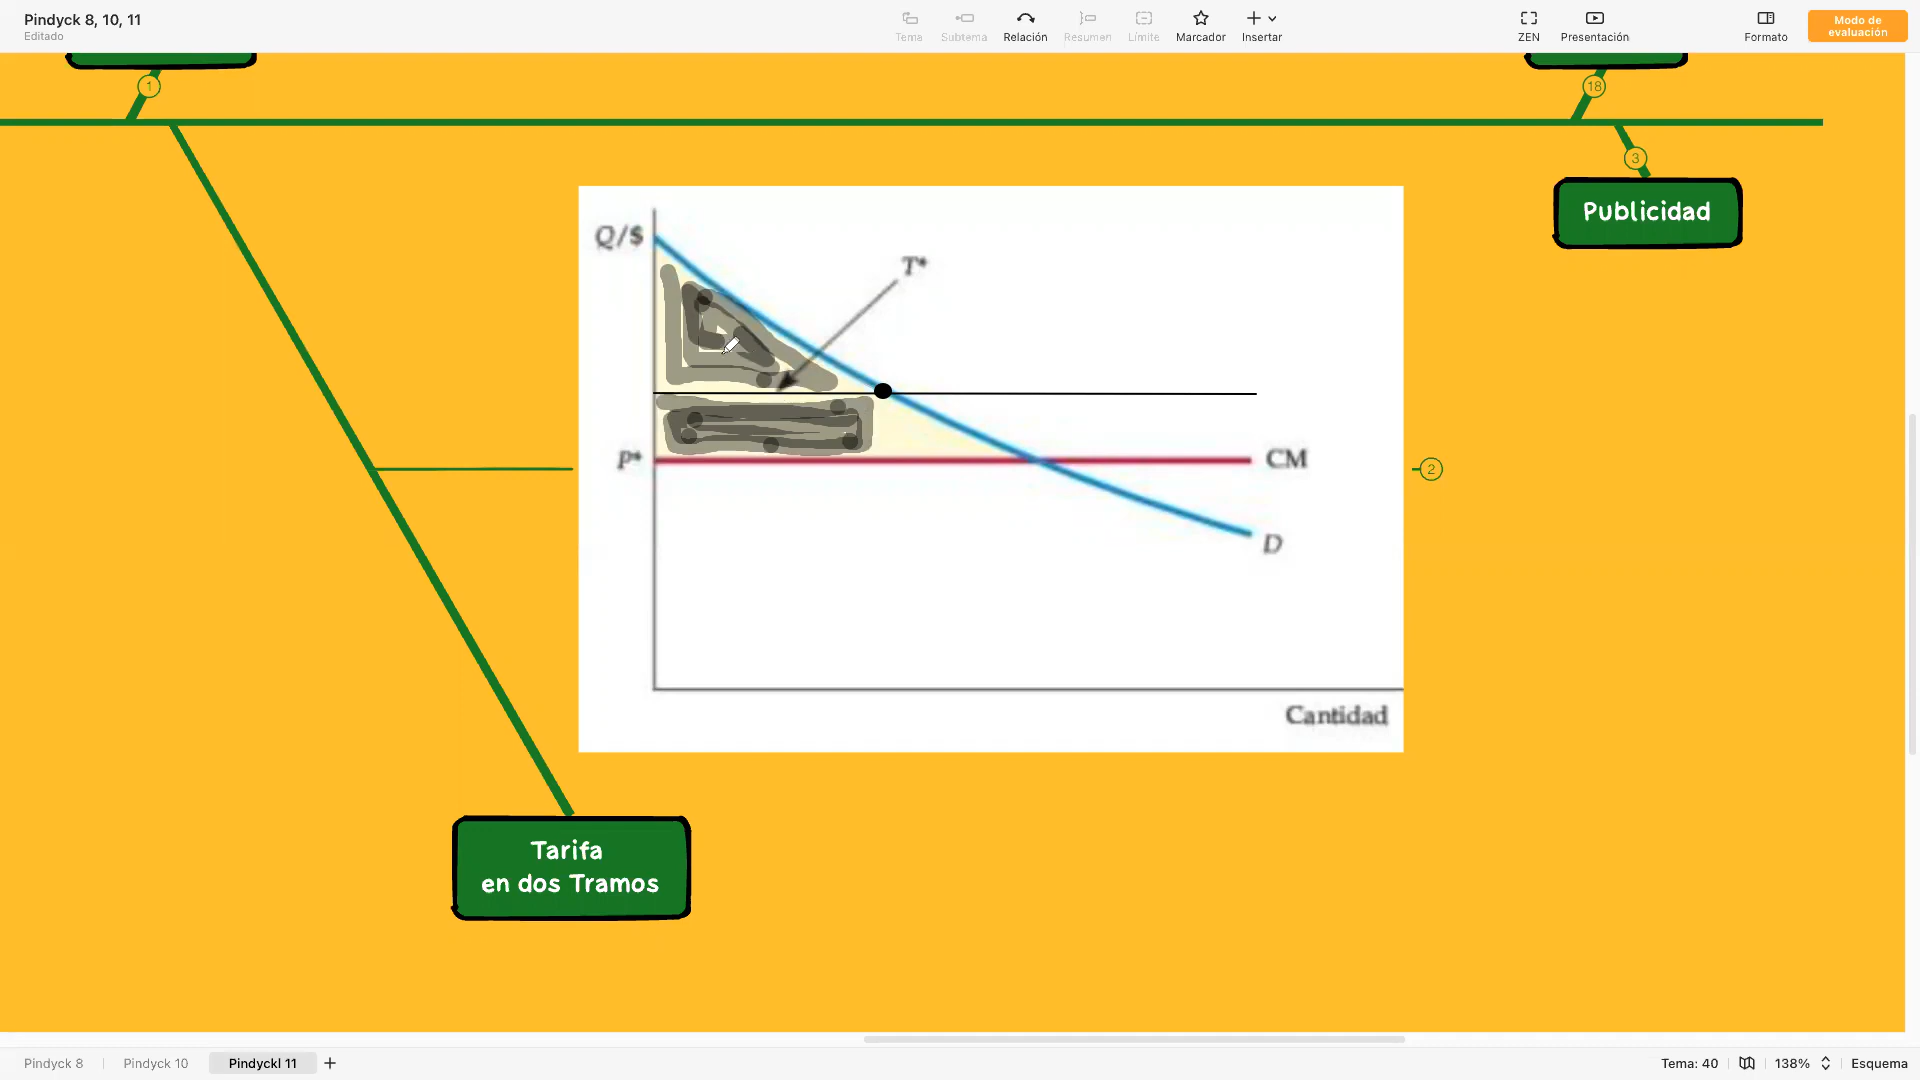 Pindyck 8, 10, 11
Editado
Tema
Subtema
Relación
Resumen
Límite
Marcador
Insertar
ZEN
Presentación
Formato
Modo de
evaluación
1
18
3
Publicidad
Q/$
T*
P*
CM
2
D
Cantidad
Tarifa
en dos Tramos
Pindyck 8
Pindyck 10
Pindyckl 11
Tema: 40
138%
Esquema